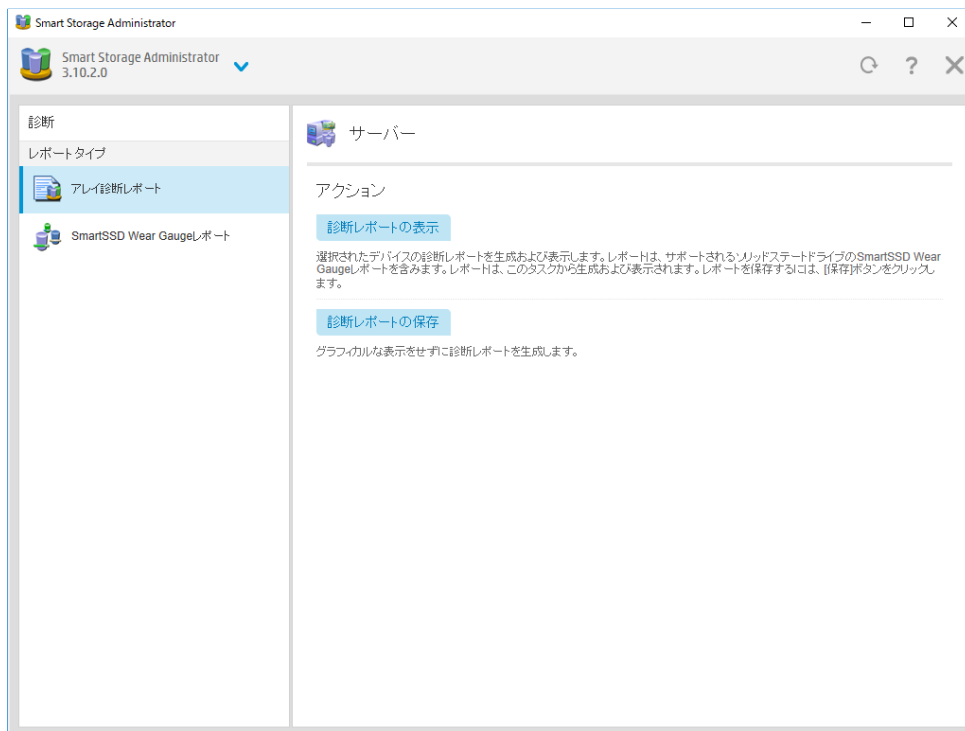 Smart Storage Administrator
Smart Storage Administrator
3.10.2.0
診断
レポートタイプ
アレイ診断レポート
SmartSSD Wear Gaugeレポート
サーバー
アクション
診断レポートの表示
選択されたデバイスの診断レポートを生成および表示します。レポートは、サポートされるソリッドステートドライブのSmartSSD Wear
Gaugeレポートを含みます。レポートは、このタスクから生成および表示されます。レポートを保存するには、[保存]ボタンをクリックし
ます。
診断レポートの保存
グラフィカルな表示をせずに診断レポートを生成します。